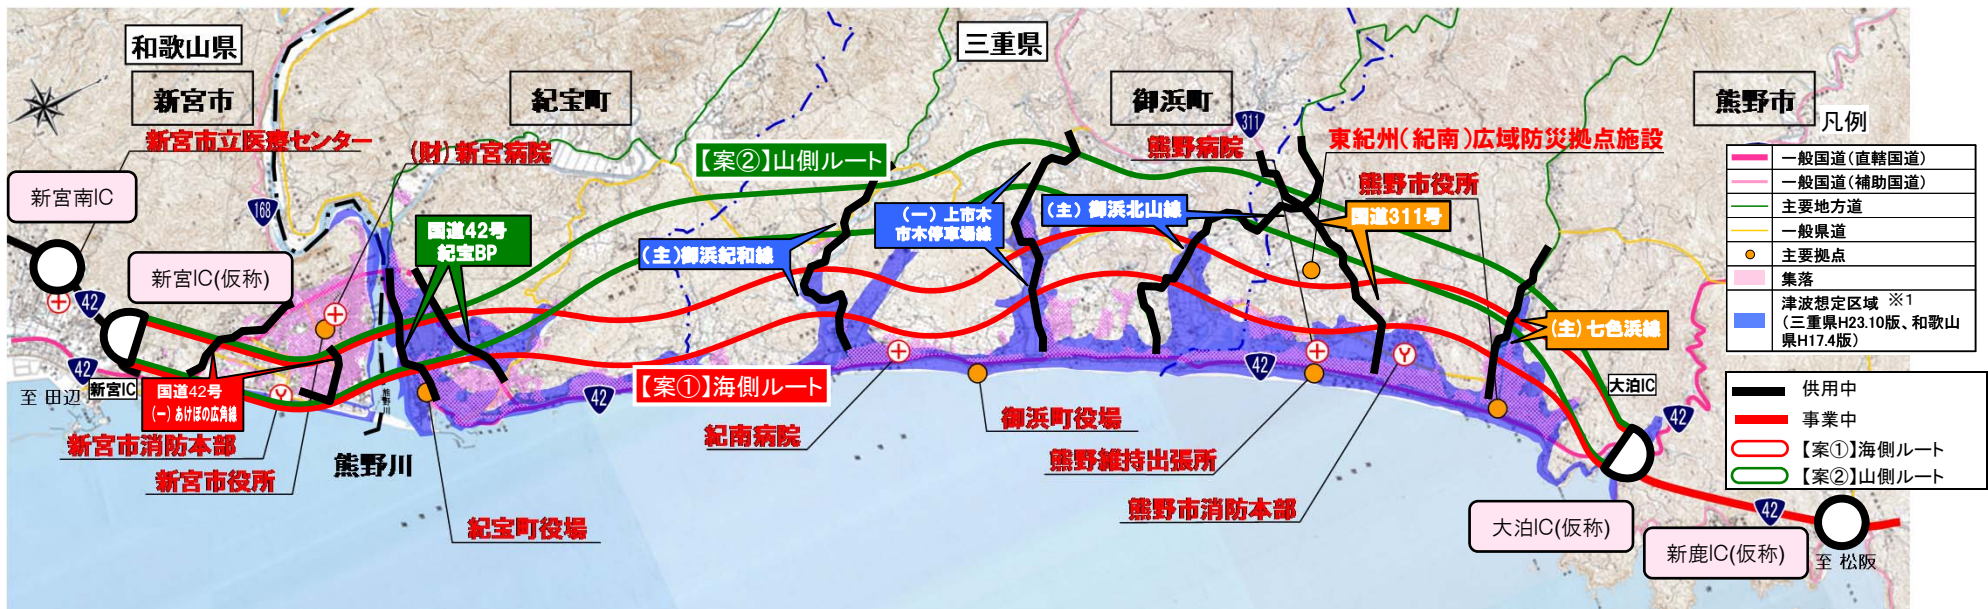 和歌山県
三重県
新宮市
紀宝町
御浜町
熊野市
凡例
新宮市立医療センター
(財)新宮病院
【案②】山側ルート
熊野病院
311
東紀州(紀南)広域防災拠点施設
熊野市役所
新宮南IC
168
国道42号
紀宝BP
(主)御浜紀和線
(一)上市木
市木停車場線
(主)御浜北山線
国道311号
新宮IC(仮称)
42
42
新宮IC
至 田辺
国道42号
(一)あけぼの広角線
熊野川
【案①】海側ルート
42
42
(主)七色浜線
大泊IC
42
新宮市消防本部
新宮市役所
熊野川
紀宝町役場
紀南病院
御浜町役場
熊野維持出張所
熊野市消防本部
大泊IC(仮称)
新鹿IC(仮称)
42
至 松阪
一般国道(直轄国道)
一般国道(補助国道)
主要地方道
一般県道
主要拠点
集落
津波想定区域 ※1
(三重県H23.10版、和歌山
県H17.4版)
供用中
事業中
【案①】海側ルート
【案②】山側ルート